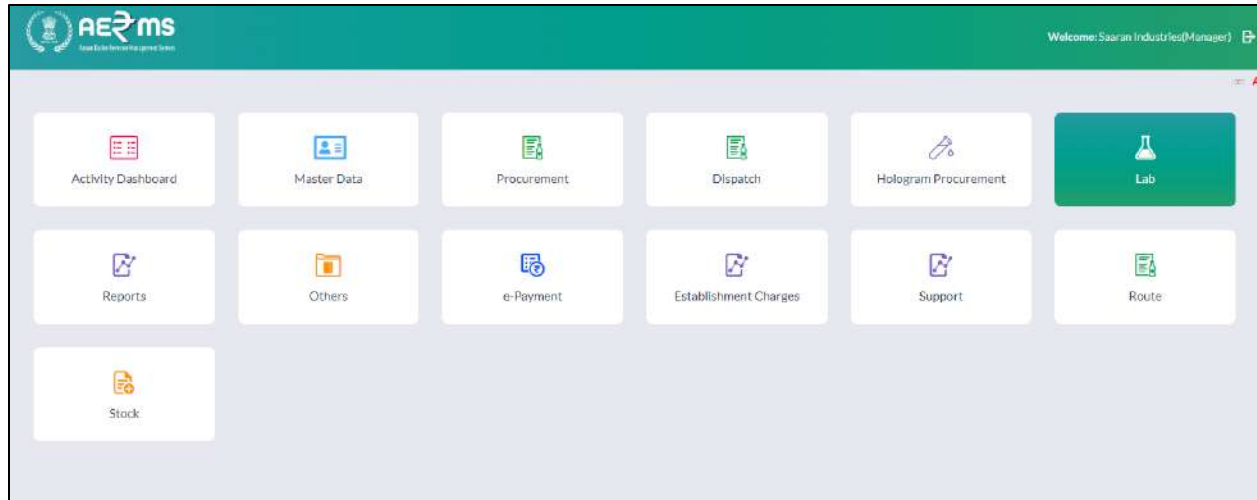 AE₹MS
Welcome: Saaran Industries(Manager)
A
Activity Dashboard
Master Data
Procurement
Dispatch
Hologram Procurement
Lab
Reports
Others
e-Payment
Establishment Charges
Support
Route
Stock